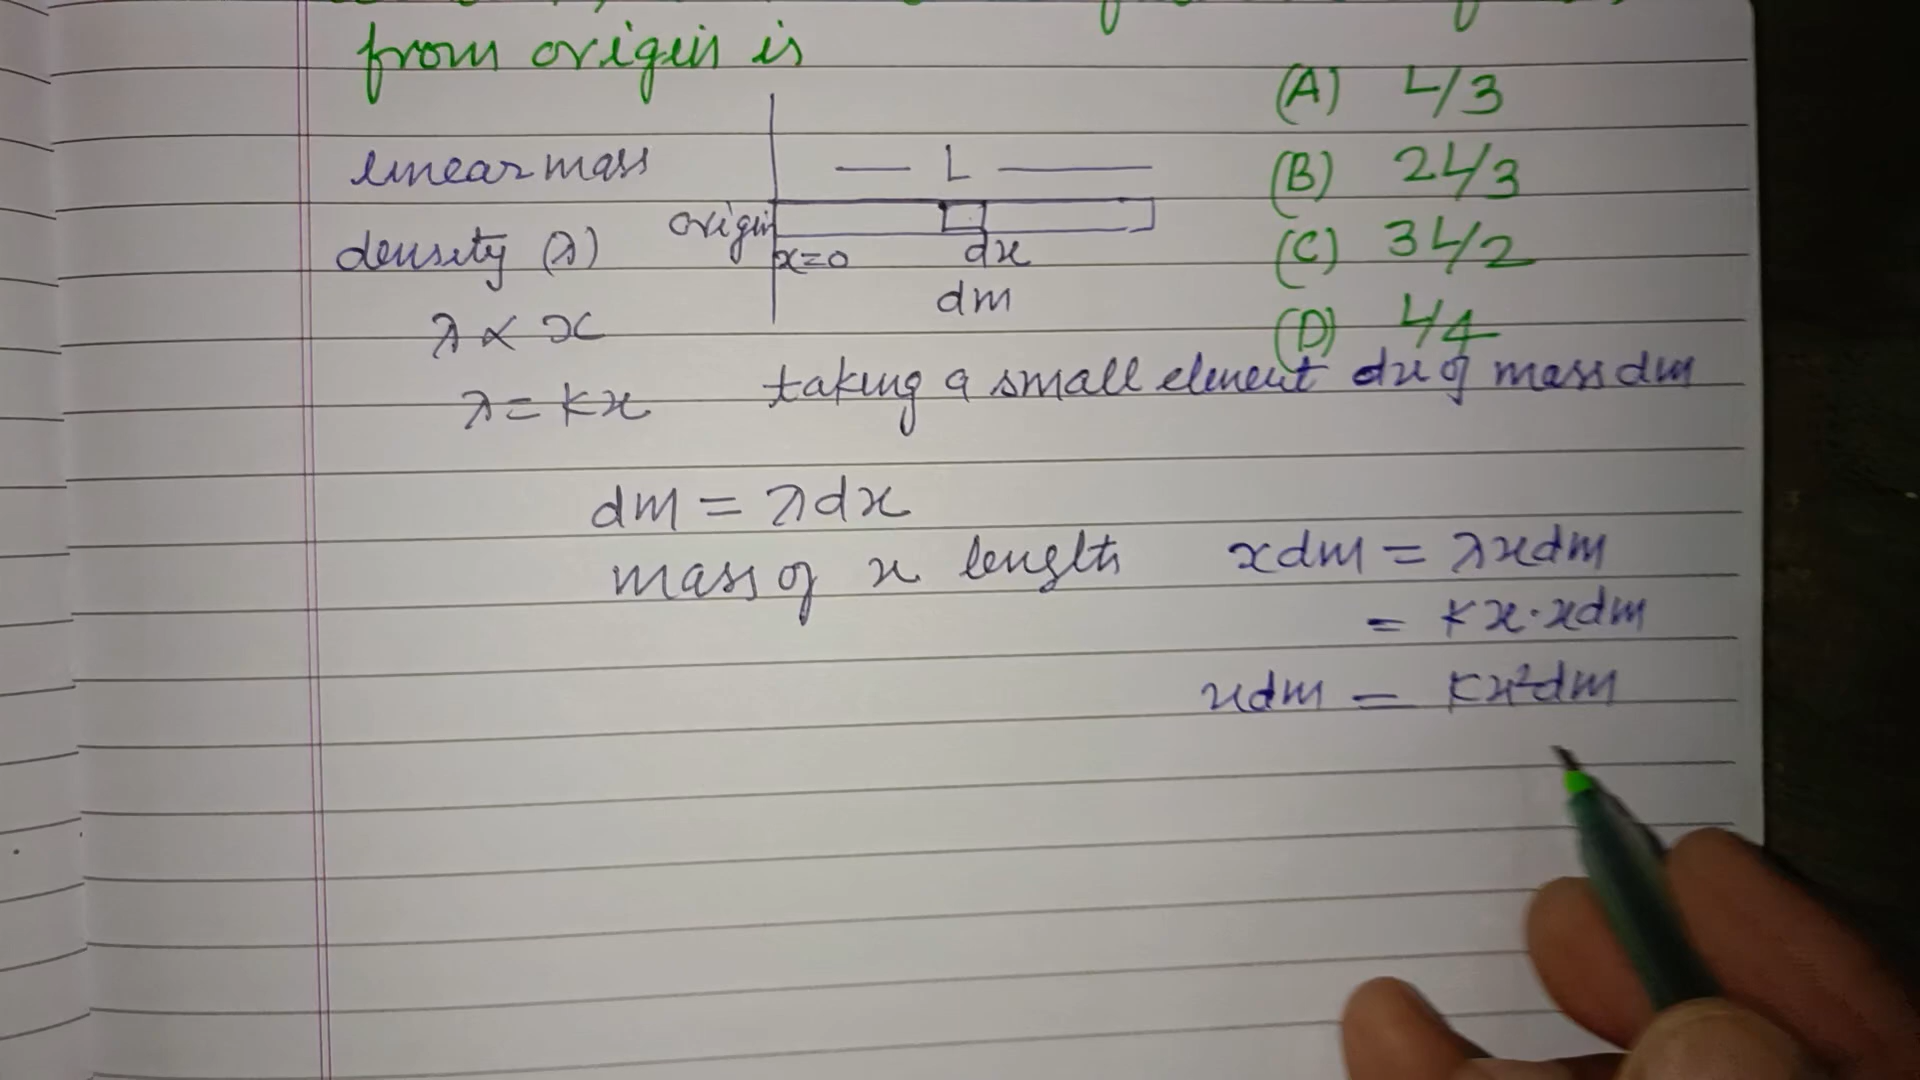 from origin is
(A) L/3
linear mass
L
(B) 2L/3
density (λ)
origin
x=0
dx
(C) 3L/2
dm
λ ∝ x
(D) L/4
λ = kx
taking a small element dx of mass dm
dm = λdx
mass of x length
xdm = λxdm
= kx·xdm
xdm = kx²dm